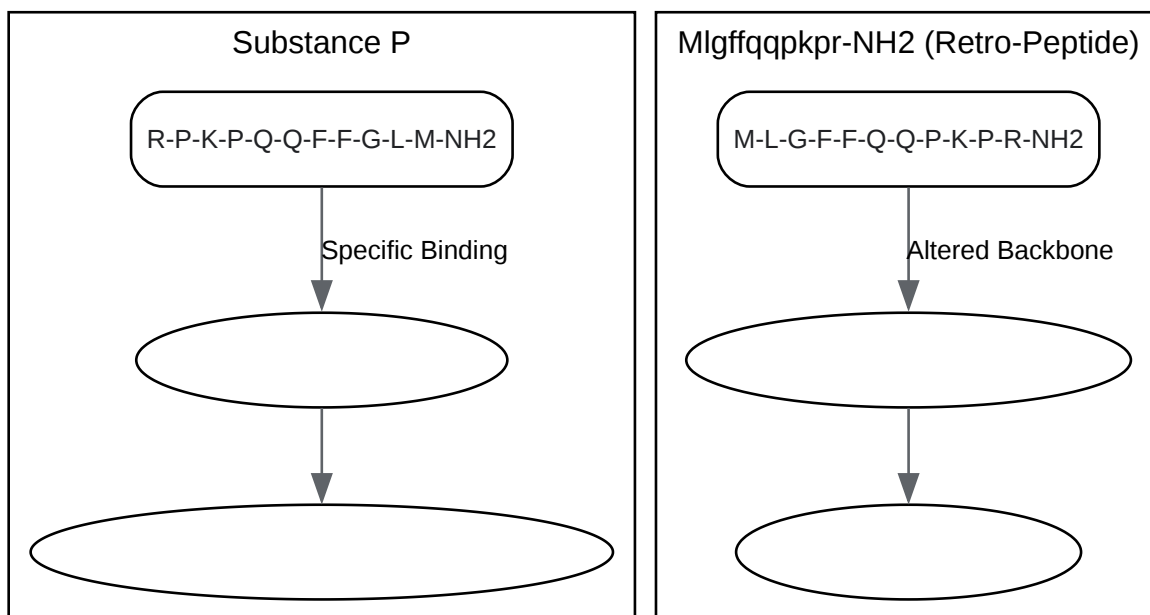 Substance P
R-P-K-P-Q-Q-F-F-G-L-M-NH2
Specific Binding
Mlgffqqpkpr-NH2 (Retro-Peptide)
M-L-G-F-F-Q-Q-P-K-P-R-NH2
Altered Backbone